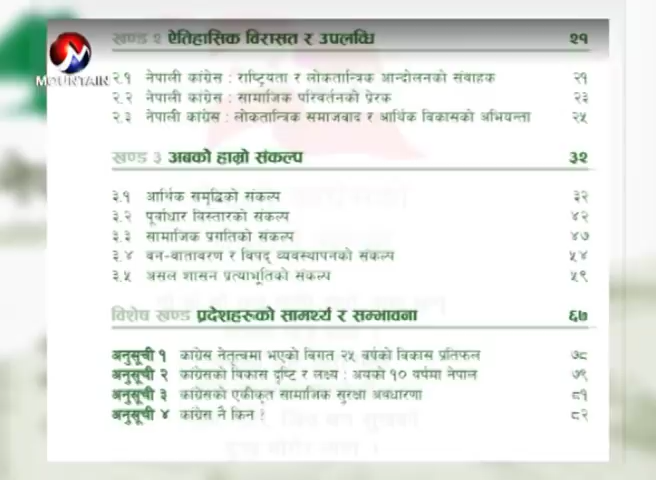 MOUNTAIN
खण्ड २ ऐतिहासिक विरासत र उपलब्धि २१
२.१ नेपाली कांग्रेस : राष्ट्रियता र लोकतान्त्रिक आन्दोलनको संवाहक २१
२.२ नेपाली कांग्रेस : सामाजिक परिवर्तनको प्रेरक २३
२.३ नेपाली कांग्रेस : लोकतान्त्रिक समाजवाद र आर्थिक विकासको अभियन्ता २५
खण्ड ३ अबको हाम्रो संकल्प ३२
३.१ आर्थिक समृद्धिको संकल्प ३२
३.२ पूर्वाधार विस्तारको संकल्प ४२
३.३ सामाजिक प्रगतिको संकल्प ४७
३.४ वन-वातावरण र विपद् व्यवस्थापनको संकल्प ५४
३.५ असल शासन प्रत्याभूतिको संकल्प ५९
विशेष खण्ड प्रदेशहरूको सामर्थ्य र सम्भावना ६७
अनुसूची १ कांग्रेस नेतृत्वमा भएको विगत २५ वर्षको विकास प्रतिफल ७८
अनुसूची २ कांग्रेसको विकास दृष्टि र लक्ष्य : अबको १० वर्षमा नेपाल ७९
अनुसूची ३ कांग्रेसको एकीकृत सामाजिक सुरक्षा अवधारणा ८१
अनुसूची ४ कांग्रेस नै किन ? ८२